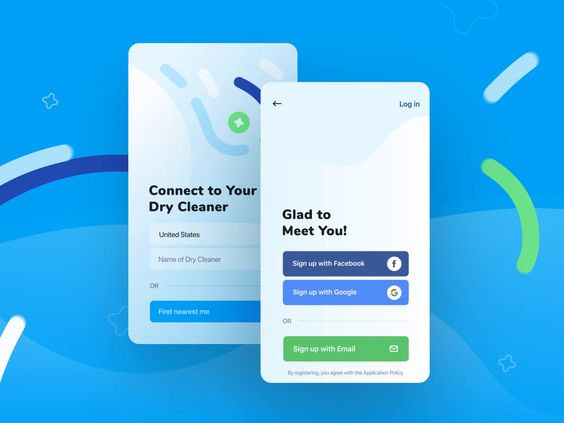 Connect to Your
Dry Cleaner
United States
Name of Dry Cleaner
OR
Find nearest me
Log in
Glad to
Meet You!
Sign up with Facebook
Sign up with Google
OR
Sign up with Email
By registering, you agree with the Application Policy.